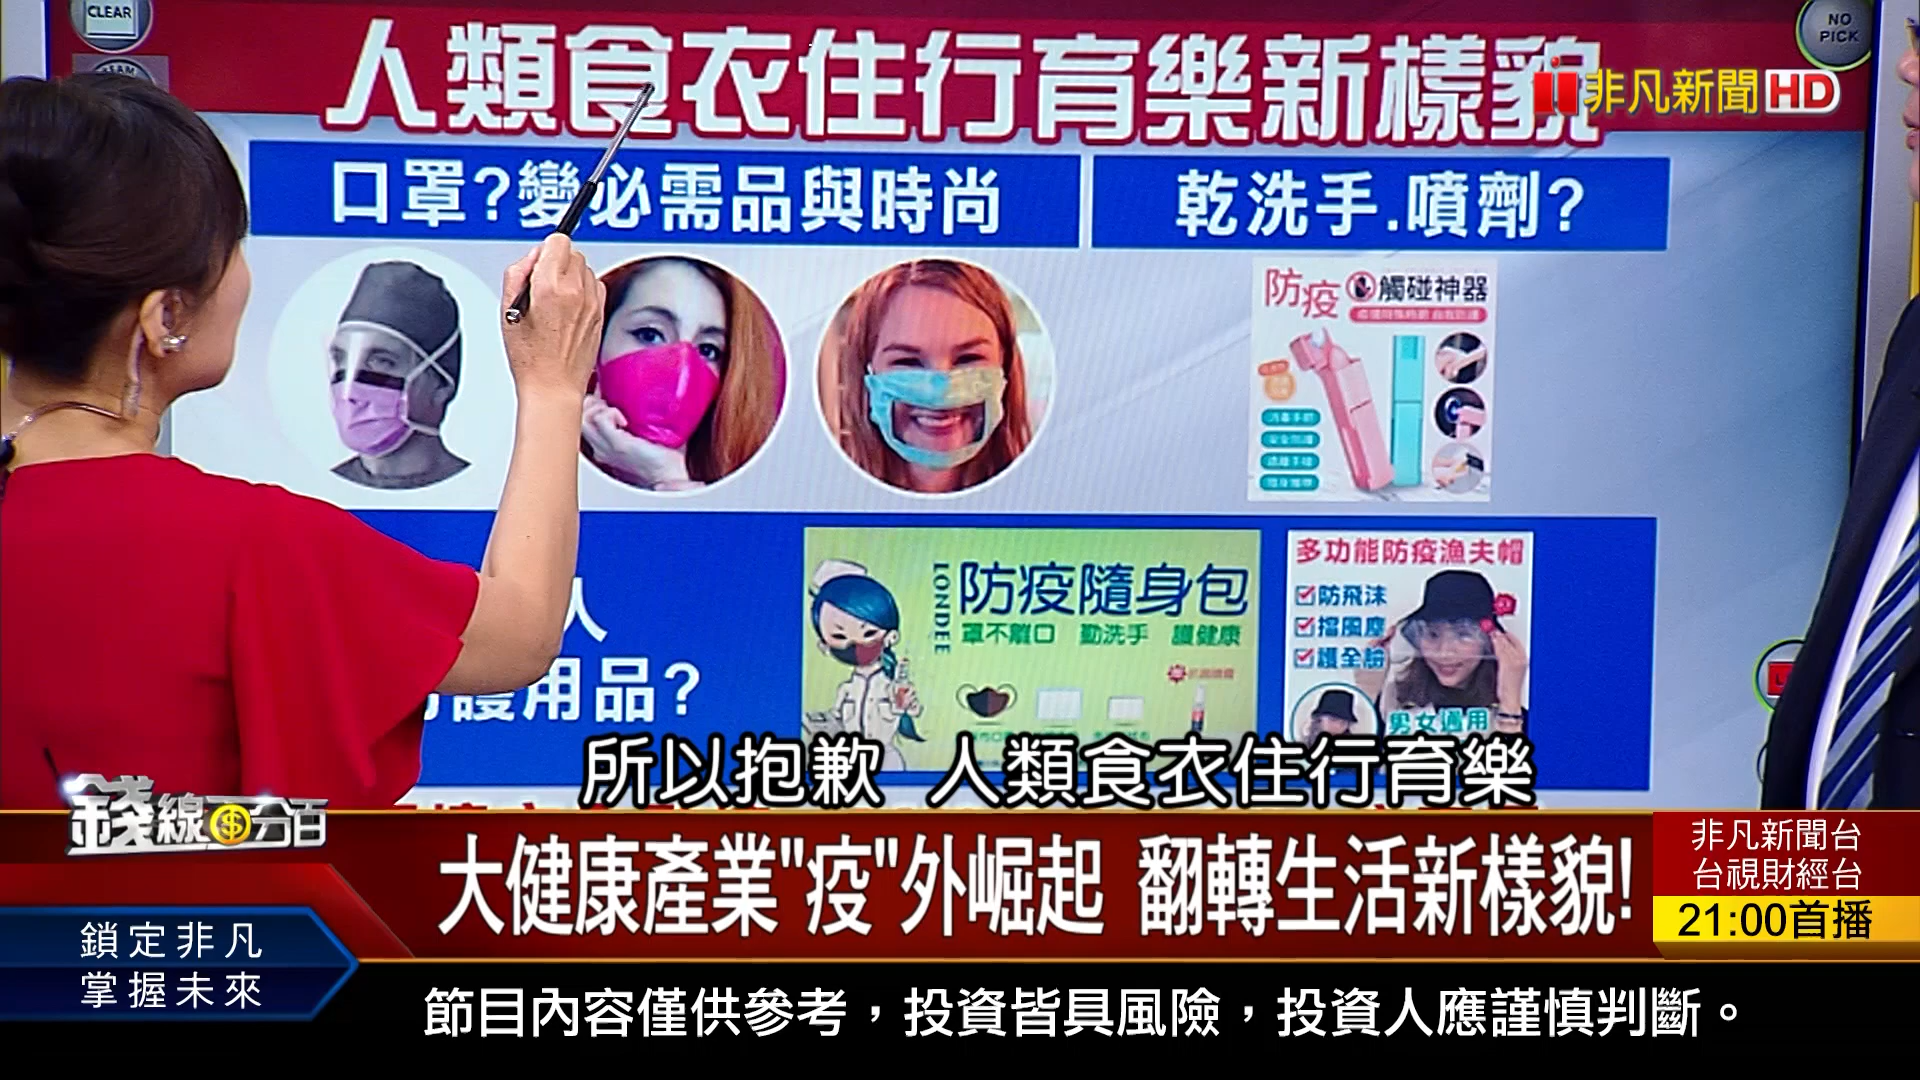 CLEAR
NO
PICK
人類食衣住行育樂新樣貌
非凡新聞HD
口罩?變必需品與時尚
乾洗手.噴劑?
防疫 觸碰神器
人
護用品?
LONDEE
防疫隨身包
罩不離口 勤洗手 護健康
多功能防疫漁夫帽
防飛沫
擋風塵
護全臉
男女適用
所以抱歉 人類食衣住行育樂
錢線百分百
大健康產業"疫"外崛起 翻轉生活新樣貌!
非凡新聞台
台視財經台
21:00首播
鎖定非凡
掌握未來
節目內容僅供參考，投資皆具風險，投資人應謹慎判斷。